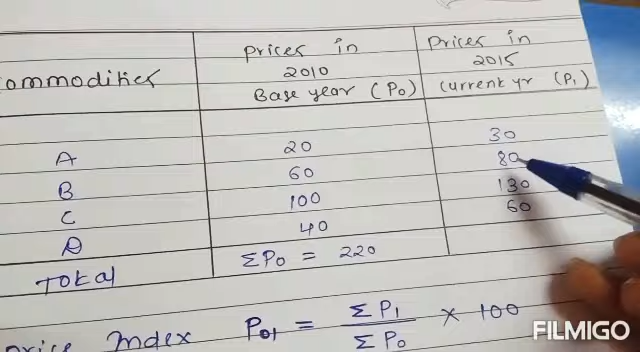 Prices in Prices in
2010 2015
ommodities Base year (P0) Current yr (P1)
A 20 30
B 60 80
C 100 130
D 40 60
Total ΣP0 = 220
price Index P01 = ΣP1 / ΣP0 × 100
FILMIGO